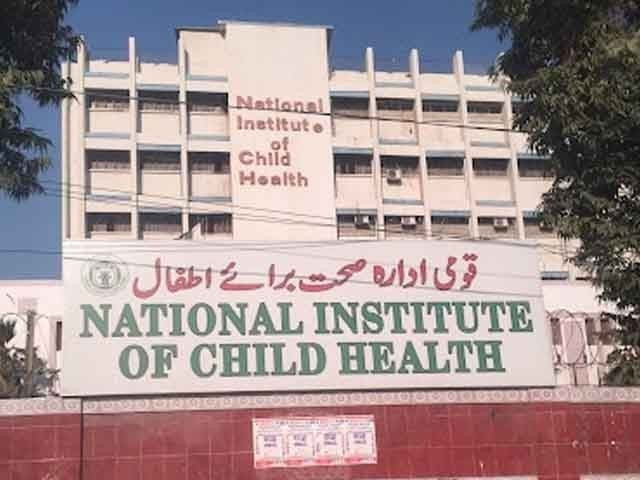 National
Institute
of
Child
Health
قومی ادارہ صحت برائے اطفال
NATIONAL INSTITUTE
OF CHILD HEALTH